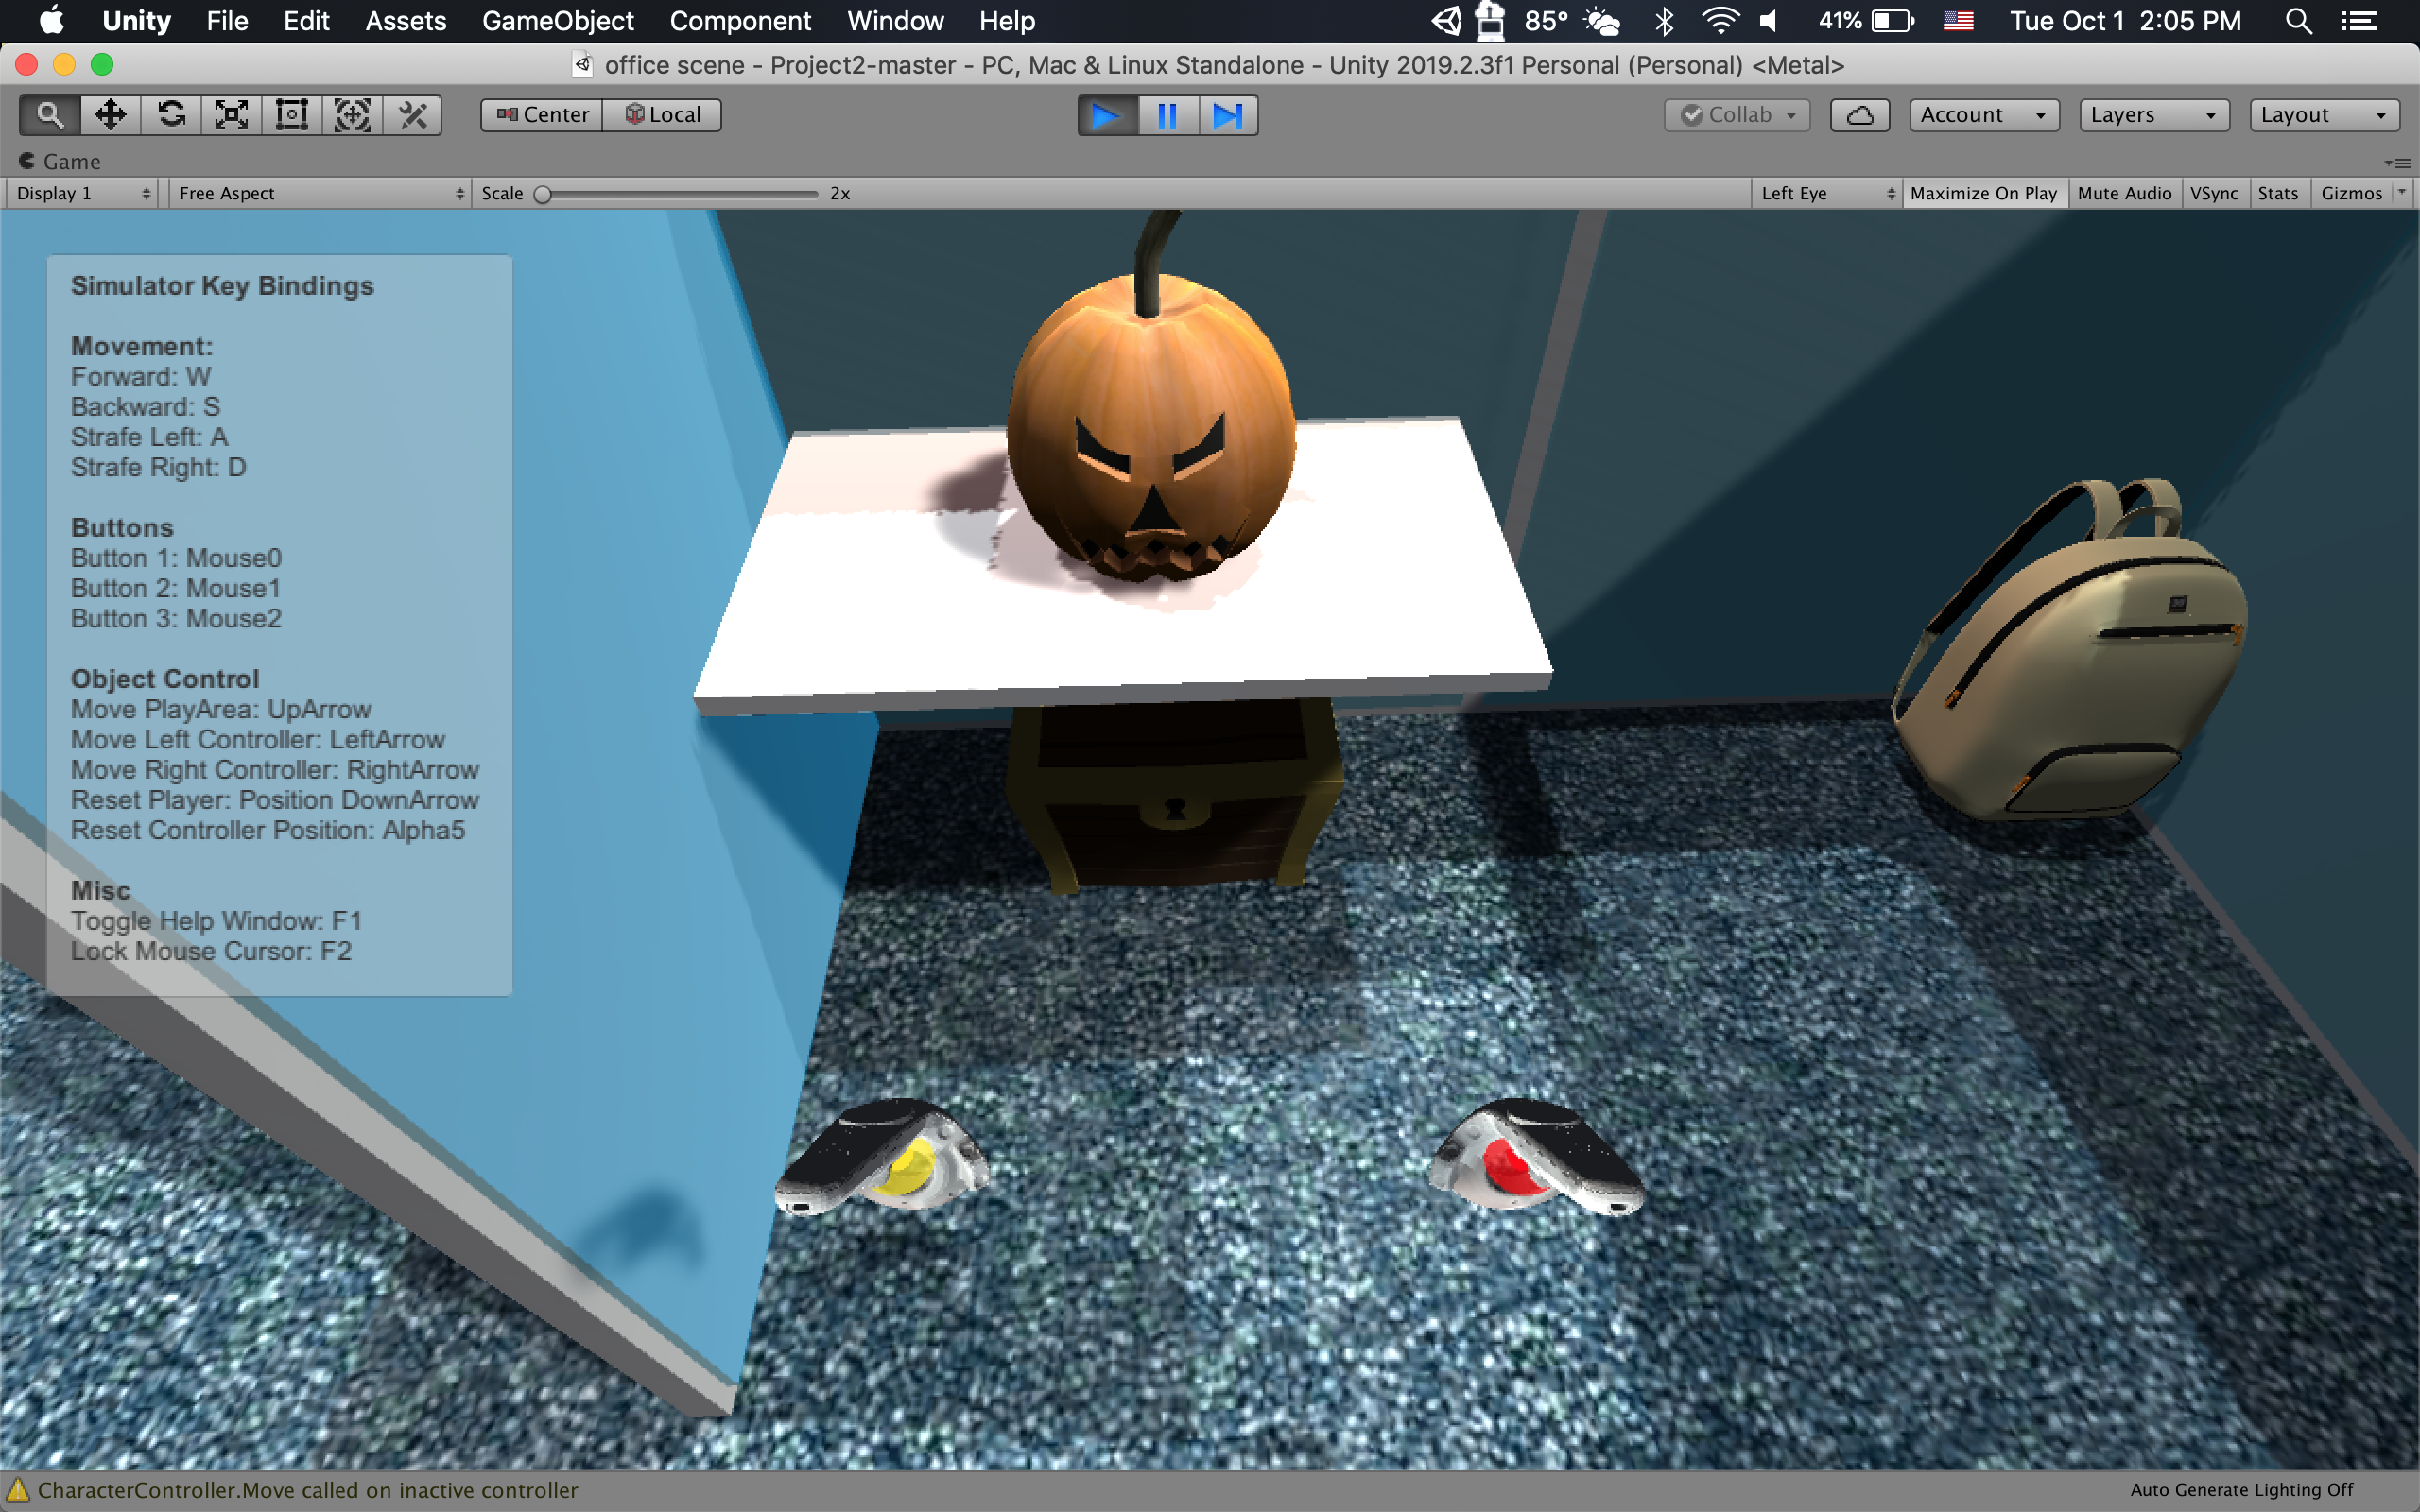 Unity File Edit Assets GameObject Component Window Help 85° 41% Tue Oct 1 2:05 PM
office scene - Project2-master - PC, Mac & Linux Standalone - Unity 2019.2.3f1 Personal (Personal) <Metal>
Center Local Collab Account Layers Layout
Game
Display 1 Free Aspect Scale 2x Left Eye Maximize On Play Mute Audio VSync Stats Gizmos
Simulator Key Bindings
Movement:
Forward: W
Backward: S
Strafe Left: A
Strafe Right: D
Buttons
Button 1: Mouse0
Button 2: Mouse1
Button 3: Mouse2
Object Control
Move PlayArea: UpArrow
Move Left Controller: LeftArrow
Move Right Controller: RightArrow
Reset Player: Position DownArrow
Reset Controller Position: Alpha5
Misc
Toggle Help Window: F1
Lock Mouse Cursor: F2
CharacterController.Move called on inactive controller
Auto Generate Lighting Off